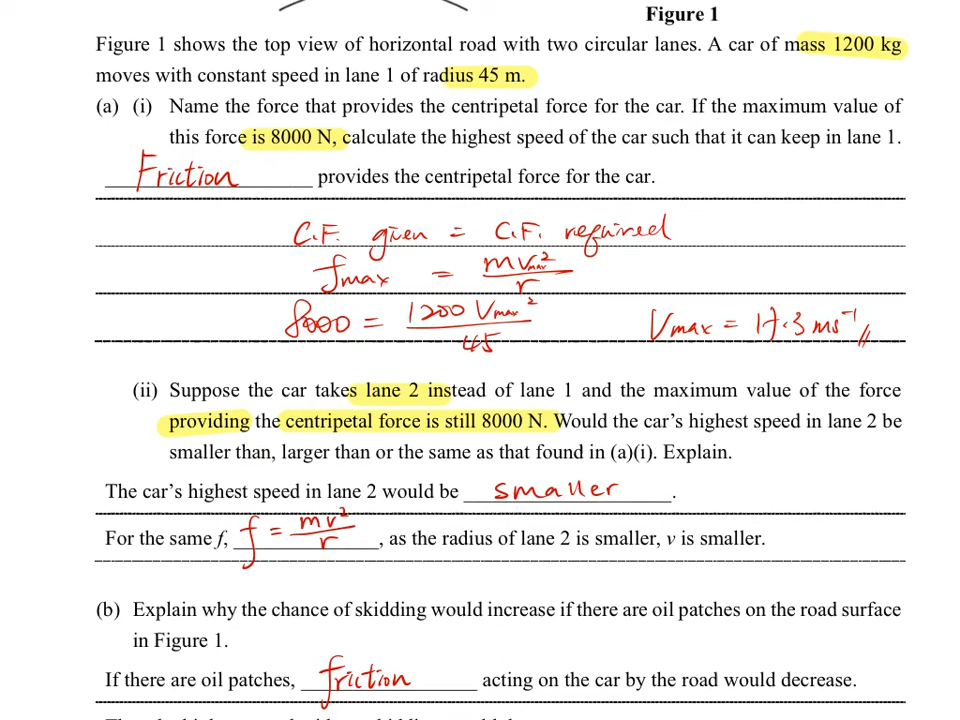 Figure 1
Figure 1 shows the top view of horizontal road with two circular lanes. A car of mass 1200 kg
moves with constant speed in lane 1 of radius 45 m.
(a) (i) Name the force that provides the centripetal force for the car. If the maximum value of
this force is 8000 N, calculate the highest speed of the car such that it can keep in lane 1.
Friction provides the centripetal force for the car.
C.F. given = C.F. required
fmax = mvmax²/r
8000 = 1200 Vmax²/45 Vmax = 17.3 ms⁻¹//
(ii) Suppose the car takes lane 2 instead of lane 1 and the maximum value of the force
providing the centripetal force is still 8000 N. Would the car's highest speed in lane 2 be
smaller than, larger than or the same as that found in (a)(i). Explain.
The car's highest speed in lane 2 would be smaller.
For the same f, f = mv²/r, as the radius of lane 2 is smaller, v is smaller.
(b) Explain why the chance of skidding would increase if there are oil patches on the road surface
in Figure 1.
If there are oil patches, friction acting on the car by the road would decrease.